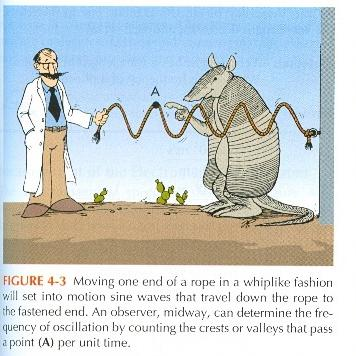 A
FIGURE 4-3 Moving one end of a rope in a whiplike fashion
will set into motion sine waves that travel down the rope to
the fastened end. An observer, midway, can determine the fre-
quency of oscillation by counting the crests or valleys that pass
a point (A) per unit time.